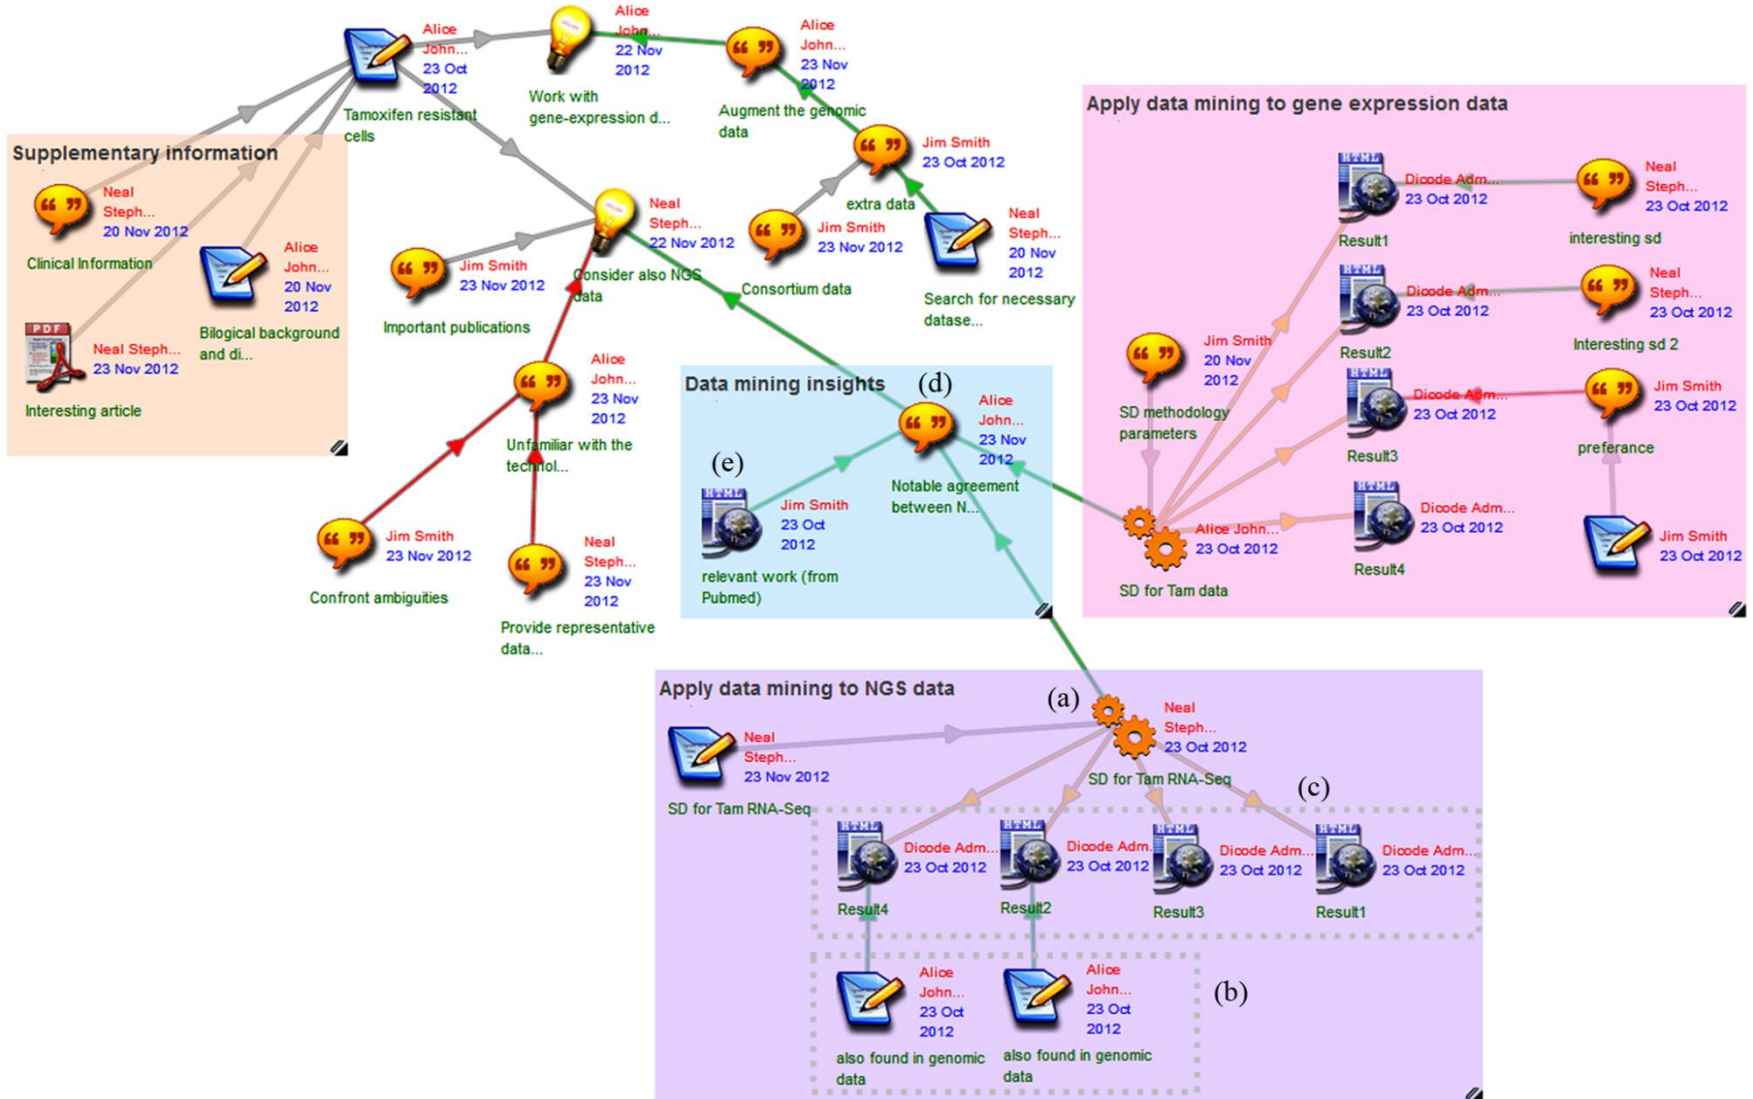 Alice
John...
23 Oct
2012
Tamoxifen resistant
cells
Alice
John...
22 Nov
2012
Work with
gene-expression d...
Alice
John...
23 Nov
2012
Augment the genomic
data
Jim Smith
23 Oct 2012
extra data
Jim Smith
23 Nov 2012
Consortium data
Neal
Steph...
20 Nov
2012
Search for necessary
datase...
Supplementary information
Neal
Steph...
20 Nov 2012
Clinical Information
Alice
John...
20 Nov
2012
Bilogical background
and di...
PDF
Neal Steph...
23 Nov 2012
Interesting article
Neal
Steph...
22 Nov 2012
Consider also NGS
data
Jim Smith
23 Nov 2012
Important publications
Alice
John...
23 Nov
2012
Unfamiliar with the
technol...
Jim Smith
23 Nov 2012
Confront ambiguities
Neal
Steph...
23 Nov
2012
Provide representative
data...
Data mining insights
(d)
Alice
John...
23 Nov
2012
Notable agreement
between N...
(e)
HTML
Jim Smith
23 Oct
2012
relevant work (from
Pubmed)
Apply data mining to gene expression data
HTML
Dicode Adm...
23 Oct 2012
Result1
Neal
Steph...
23 Oct 2012
interesting sd
HTML
Dicode Adm...
23 Oct 2012
Result2
Neal
Steph...
23 Oct 2012
Interesting sd 2
Jim Smith
20 Nov
2012
SD methodology
parameters
HTML
Dicode Adm...
23 Oct 2012
Result3
Jim Smith
23 Oct 2012
preferance
HTML
Dicode Adm...
23 Oct 2012
Result4
Jim Smith
23 Oct 2012
Alice John...
23 Oct 2012
SD for Tam data
Apply data mining to NGS data
(a)
Neal
Steph...
23 Oct 2012
SD for Tam RNA-Seq
Neal
Steph...
23 Nov 2012
SD for Tam RNA-Seq
(c)
HTML
Dicode Adm...
23 Oct 2012
Result4
HTML
Dicode Adm...
23 Oct 2012
Result2
HTML
Dicode Adm...
23 Oct 2012
Result3
HTML
Dicode Adm...
23 Oct 2012
Result1
(b)
Alice
John...
23 Oct
2012
also found in genomic
data
Alice
John...
23 Oct
2012
also found in genomic
data